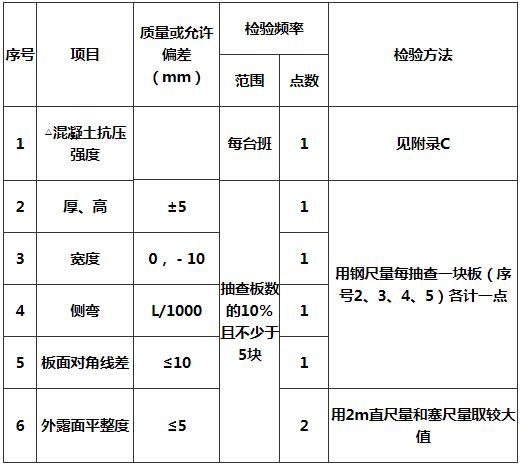 序号
项目
质量或允许
偏差
（mm）
检验频率
检验方法
范围
点数
1
△混凝土抗压
强度
每台班
1
见附录C
2
厚、高
±5
抽查板数
的10%
且不少于
5块
1
用钢尺量每抽查一块板（序
号2、3、4、5）各计一点
3
宽度
0，-10
1
4
侧弯
L/1000
1
5
板面对角线差
≤10
1
6
外露面平整度
≤5
2
用2m直尺量和塞尺量取较大
值